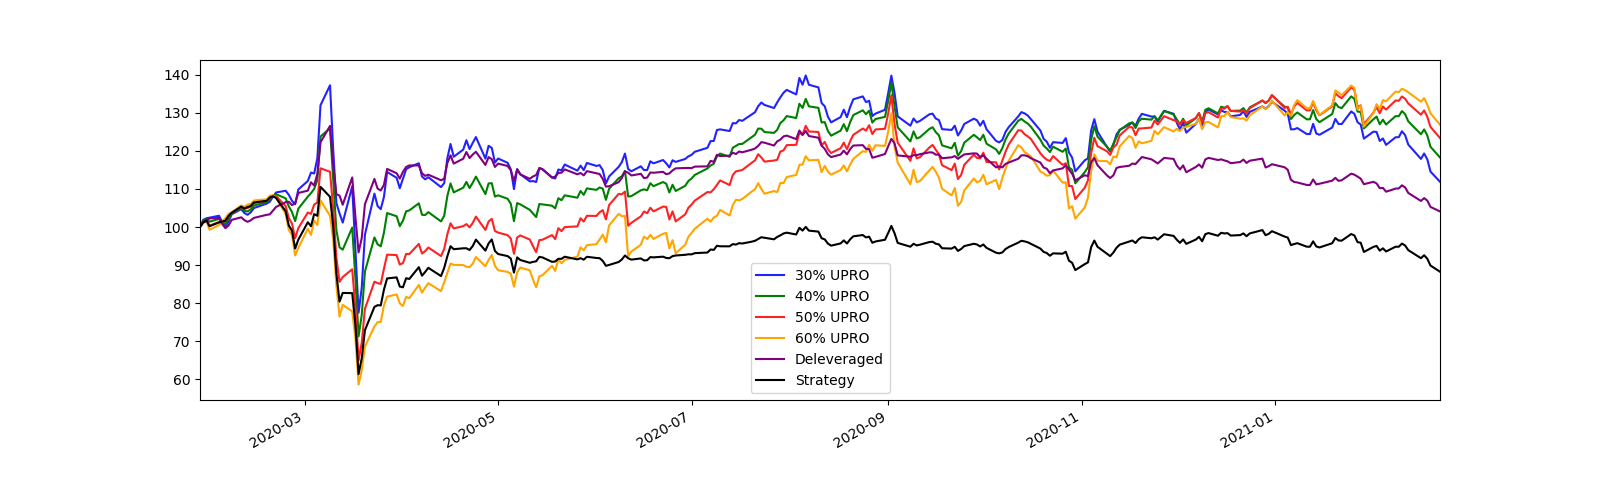 140
130
120
110
100
90
80
70
60
2020-03
2020-05
2020-07
2020-09
2020-11
2021-01
30% UPRO
40% UPRO
50% UPRO
60% UPRO
Deleveraged
Strategy